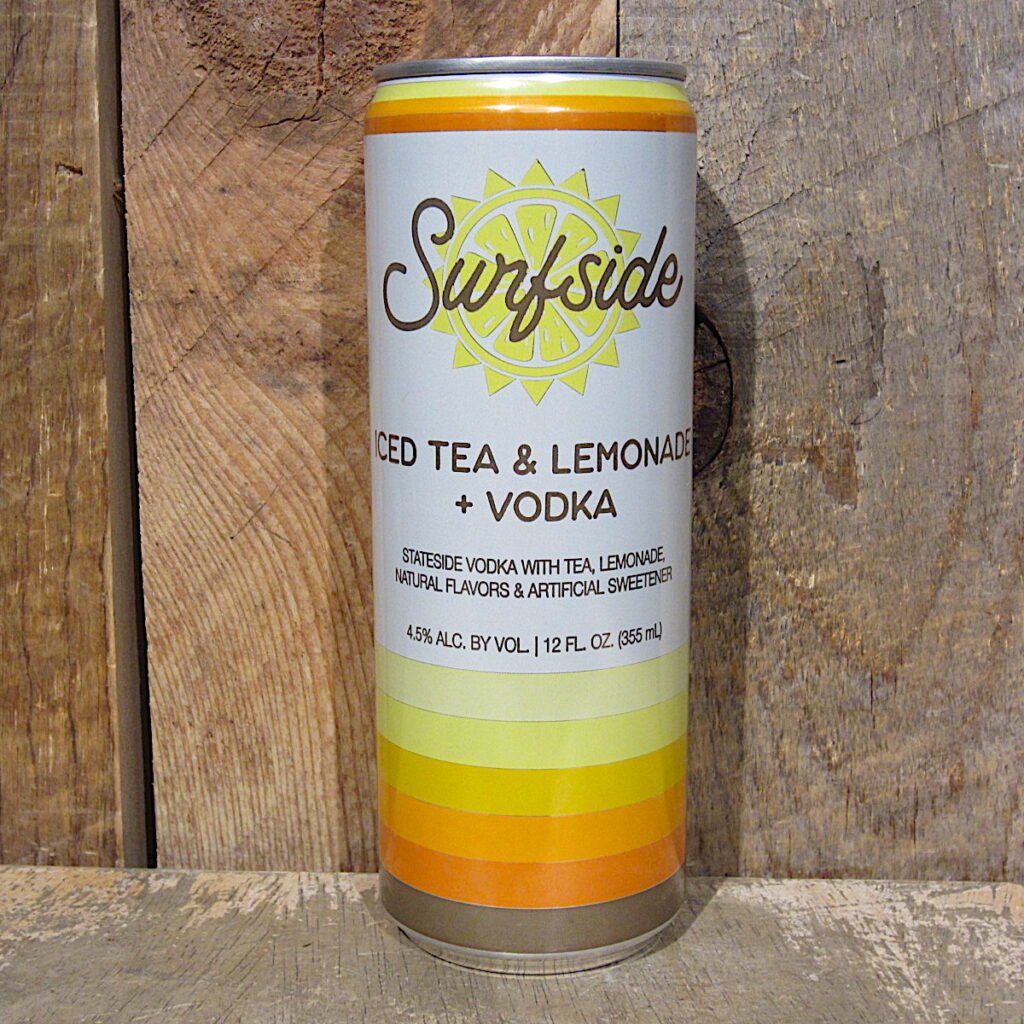 Surfside
ICED TEA & LEMONADE
+ VODKA
STATESIDE VODKA WITH TEA, LEMONADE,
NATURAL FLAVORS & ARTIFICIAL SWEETENER
4.5% ALC. BY VOL. | 12 FL. OZ. (355 mL)